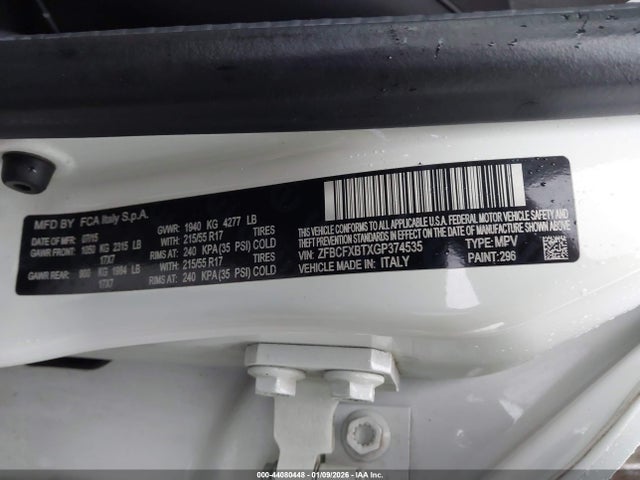 MFD BY FCA Italy S.p.A.
DATE OF MFD: 07/15 GVWR: 1940 KG 4277 LB
GAWR FRONT: 1050 KG 2315 LB WITH: 215/55 R17 TIRES
17X7 RIMS AT: 240 KPA(35 PSI) COLD
GAWR REAR: 900 KG 1984 LB WITH: 215/55 R17 TIRES
17X7 RIMS AT: 240 KPA(35 PSI) COLD
THIS VEHICLE CONFORMS TO ALL APPLICABLE U.S.A. FEDERAL MOTOR VEHICLE SAFETY,
BUMPER, AND THEFT PREVENTION STANDARDS IN EFFECT ON THE DATE OF MANUFACTURE SHOWN ABOVE.
VIN: ZFBCFXBTXGP374535 TYPE: MPV
MADE IN: ITALY PAINT: 296
000-44080448 - 01/09/2026 - IAA Inc.